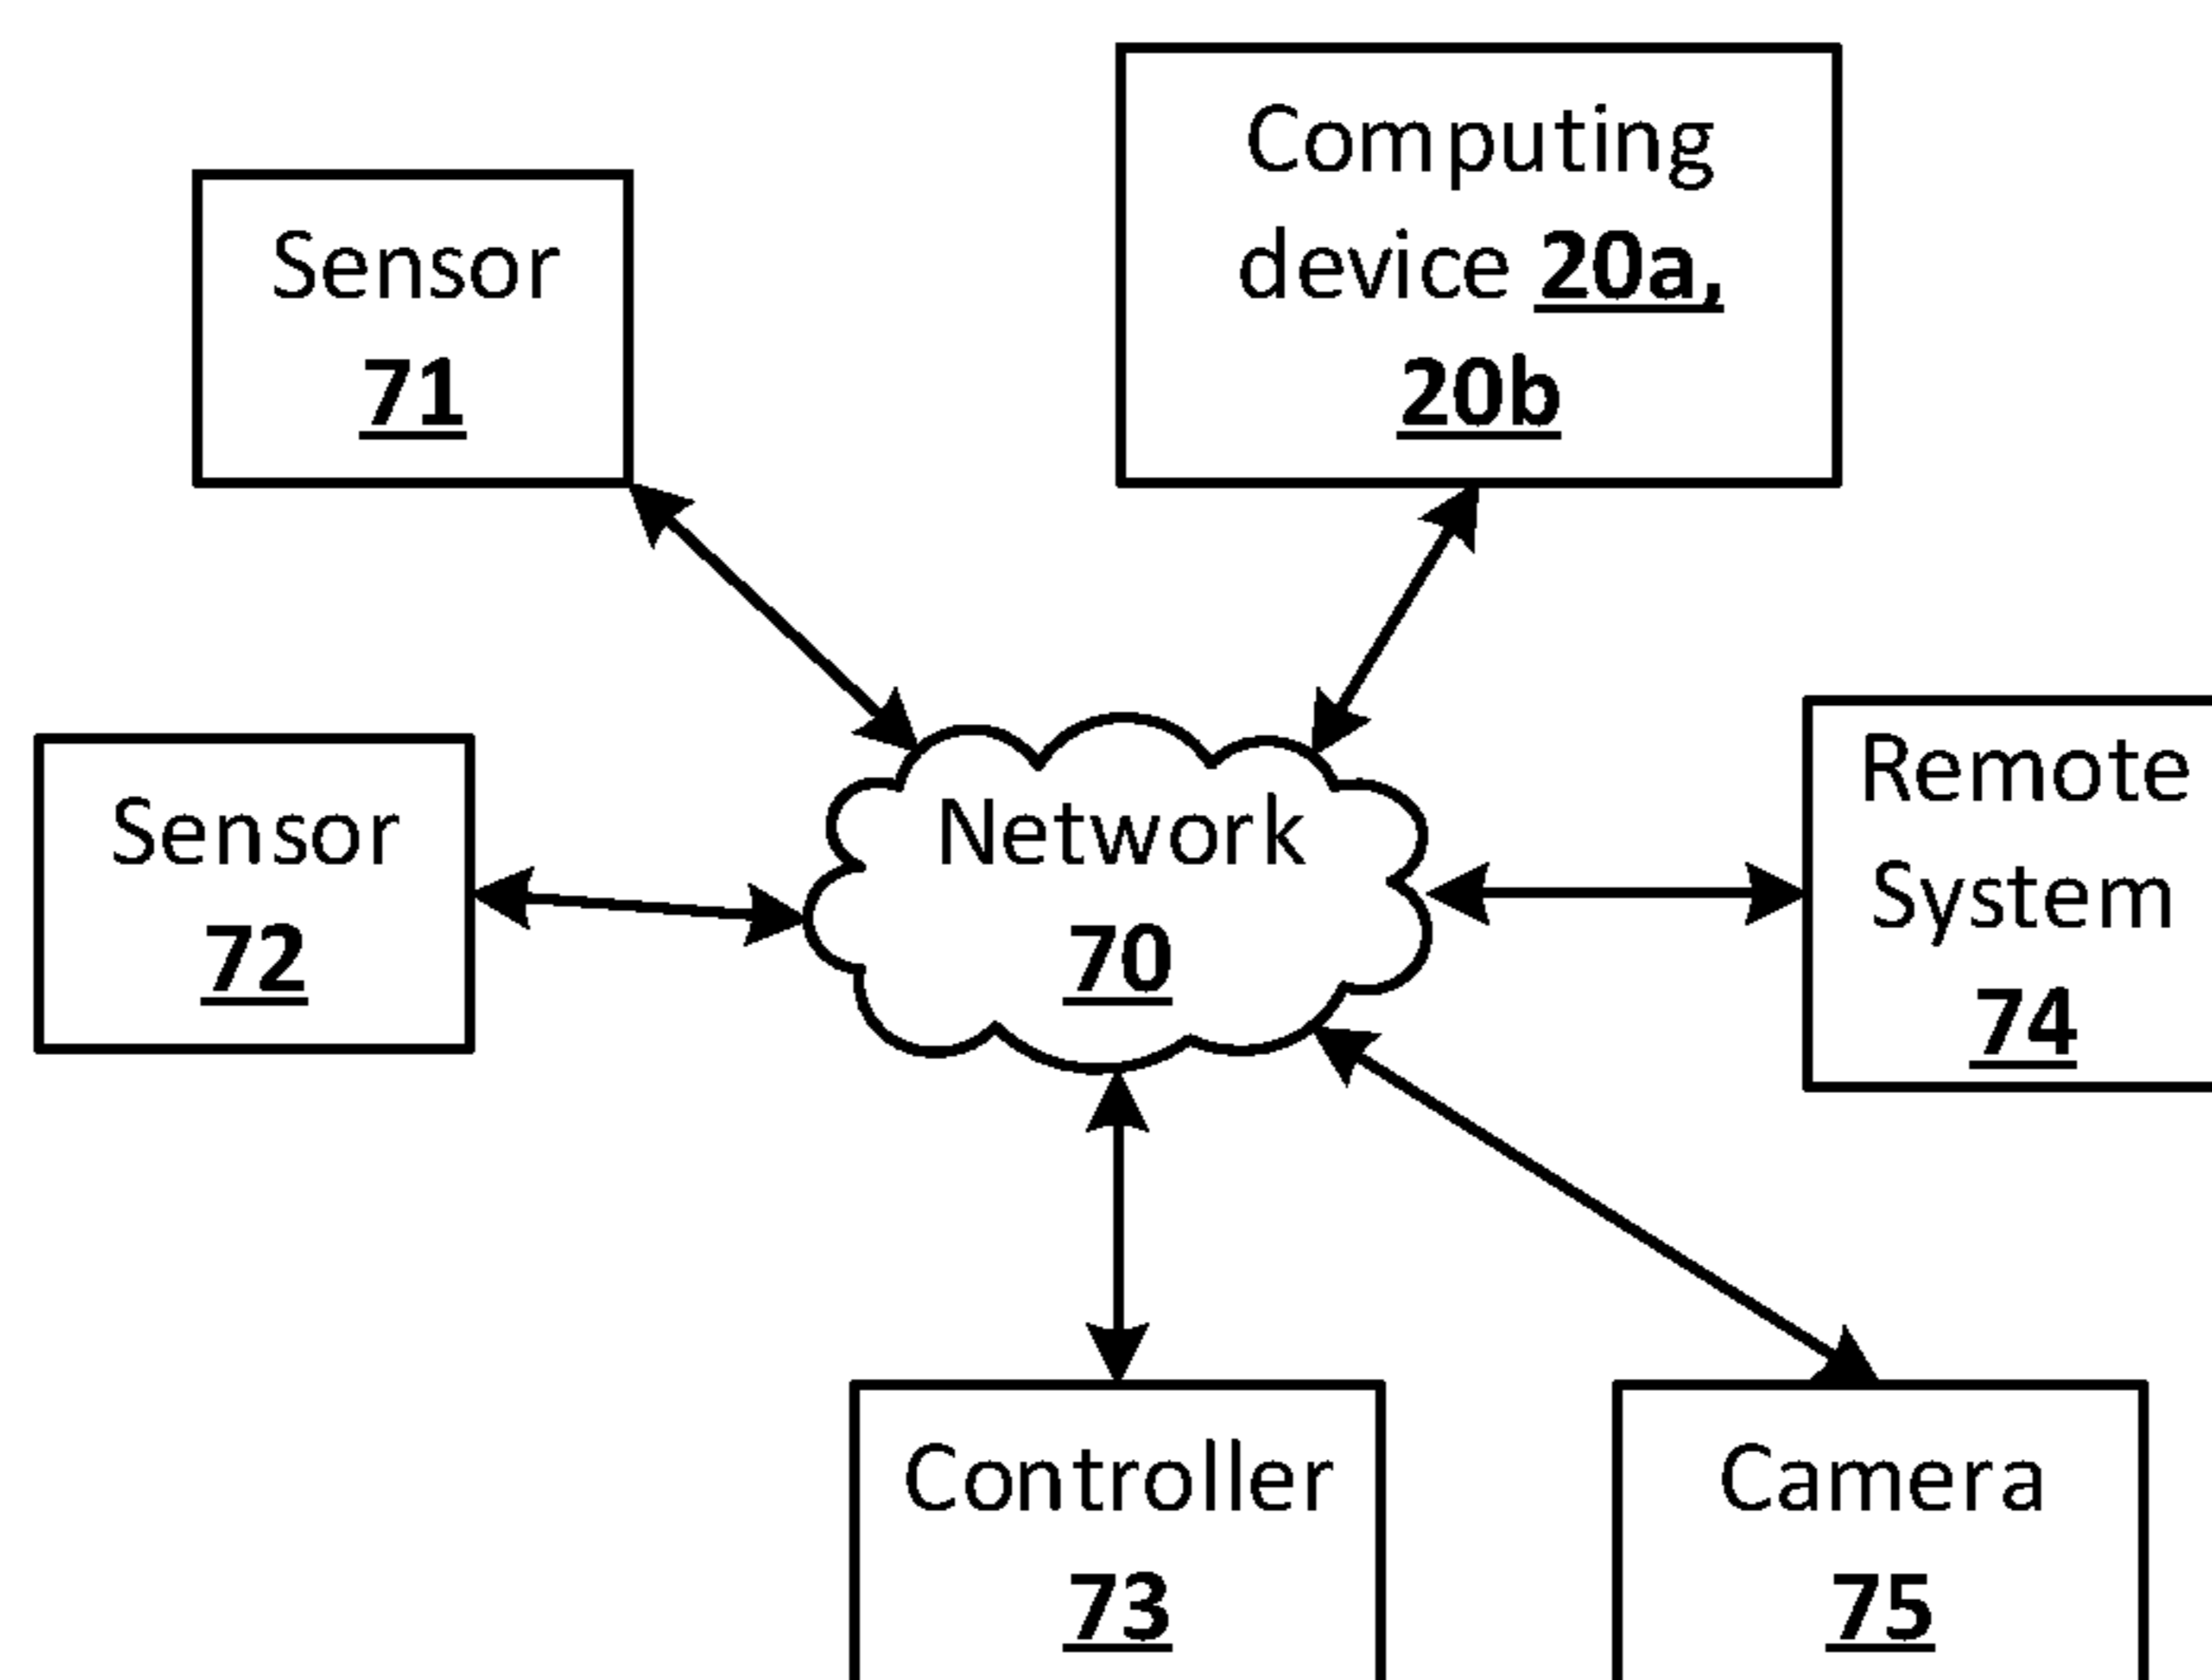 Computing
device 20a,
20b
Sensor
71
Remote
System
74
Sensor
72
Network
70
Controller
73
Camera
75